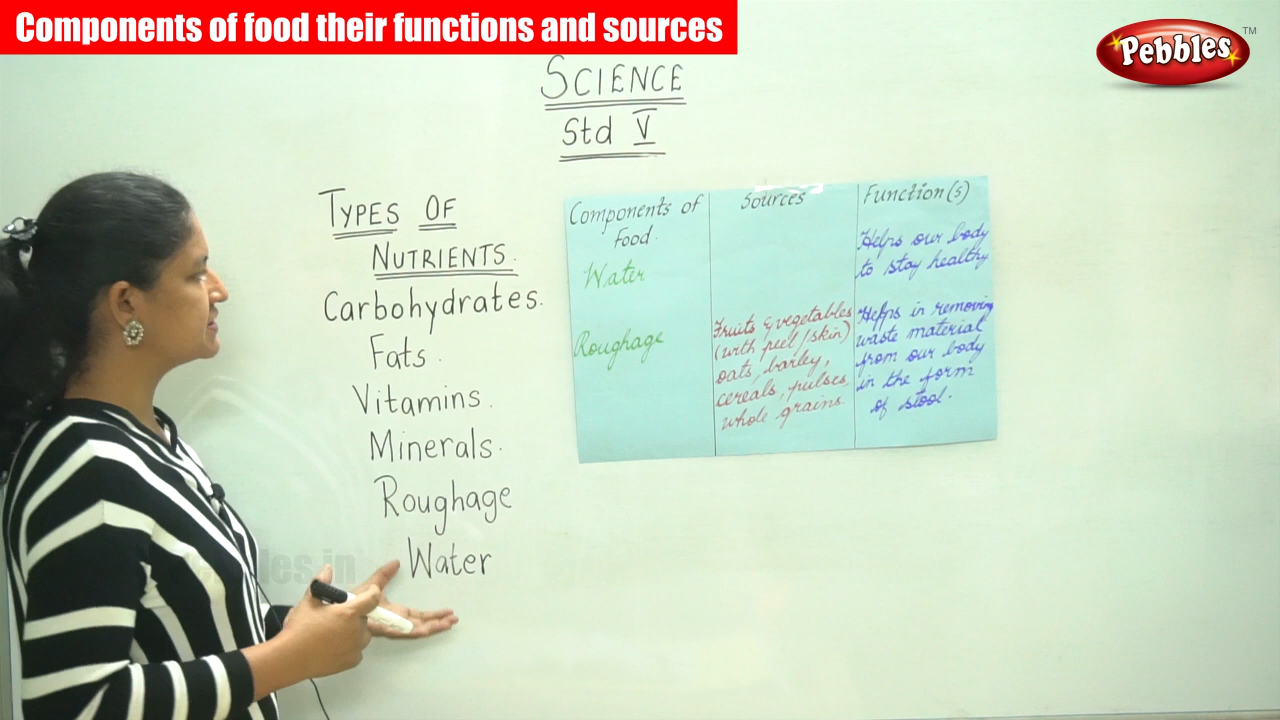 Components of food their functions and sources
Pebbles TM
SCIENCE
Std V
TYPES OF
NUTRIENTS.
Carbohydrates.
Fats.
Vitamins.
Minerals.
Roughage
Water
Components of
Food.
Water
Roughage
Sources
Fruits & vegetables
(with peel/skin)
oats, barley,
cereals, pulses,
whole grains
Function(s)
Helps our body
to stay healthy
Helps in removing
waste material
from our body
in the form
of stool.